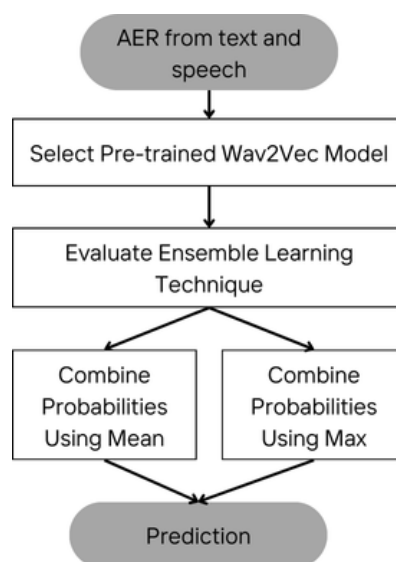 AER from text and
speech
Select Pre-trained Wav2Vec Model
Evaluate Ensemble Learning
Technique
Combine
Probabilities
Using Mean
Combine
Probabilities
Using Max
Prediction